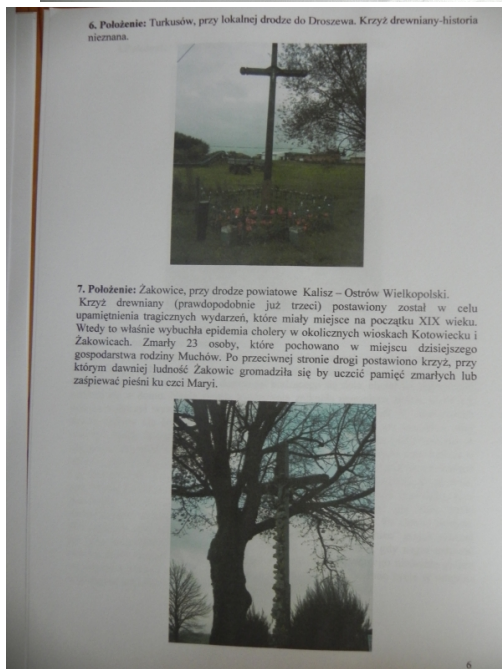 6. Położenie: Turkusów, przy lokalnej drodze do Droszewa. Krzyż drewniany-historia
nieznana.
7. Położenie: Żakowice, przy drodze powiatowe Kalisz – Ostrów Wielkopolski.
Krzyż drewniany (prawdopodobnie już trzeci) postawiony został w celu
upamiętnienia tragicznych wydarzeń, które miały miejsce na początku XIX wieku.
Wtedy to właśnie wybuchła epidemia cholery w okolicznych wioskach Kotowiecku i
Żakowicach. Zmarły 23 osoby, które pochowano w miejscu dzisiejszego
gospodarstwa rodziny Muchów. Po przeciwnej stronie drogi postawiono krzyż, przy
którym dawniej ludność Żakowic gromadziła się by uczcić pamięć zmarłych lub
zaśpiewać pieśni ku czci Maryi.
6